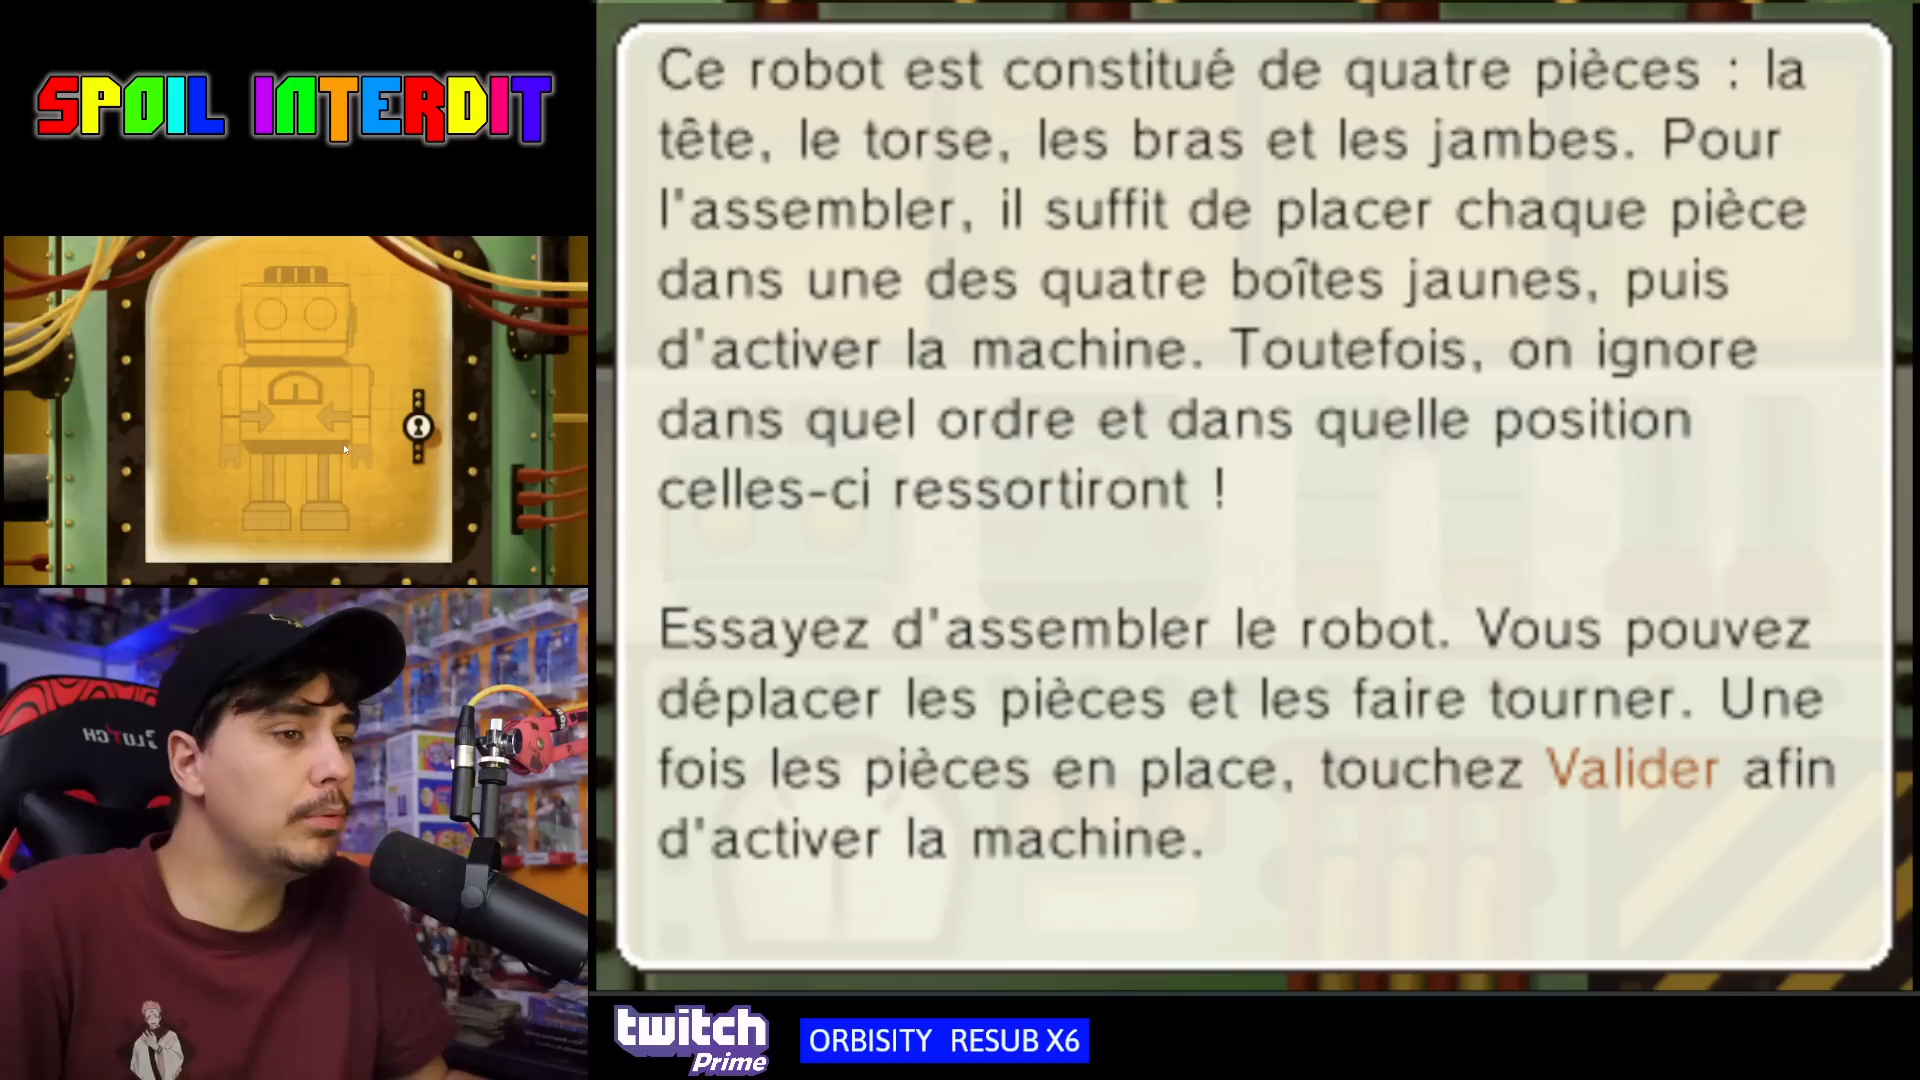 SPOIL INTERDIT
Ce robot est constitué de quatre pièces : la
tête, le torse, les bras et les jambes. Pour
l'assembler, il suffit de placer chaque pièce
dans une des quatre boîtes jaunes, puis
d'activer la machine. Toutefois, on ignore
dans quel ordre et dans quelle position
celles-ci ressortiront !
Essayez d'assembler le robot. Vous pouvez
déplacer les pièces et les faire tourner. Une
fois les pièces en place, touchez Valider afin
d'activer la machine.
twitch
Prime
ORBISITY RESUB X6